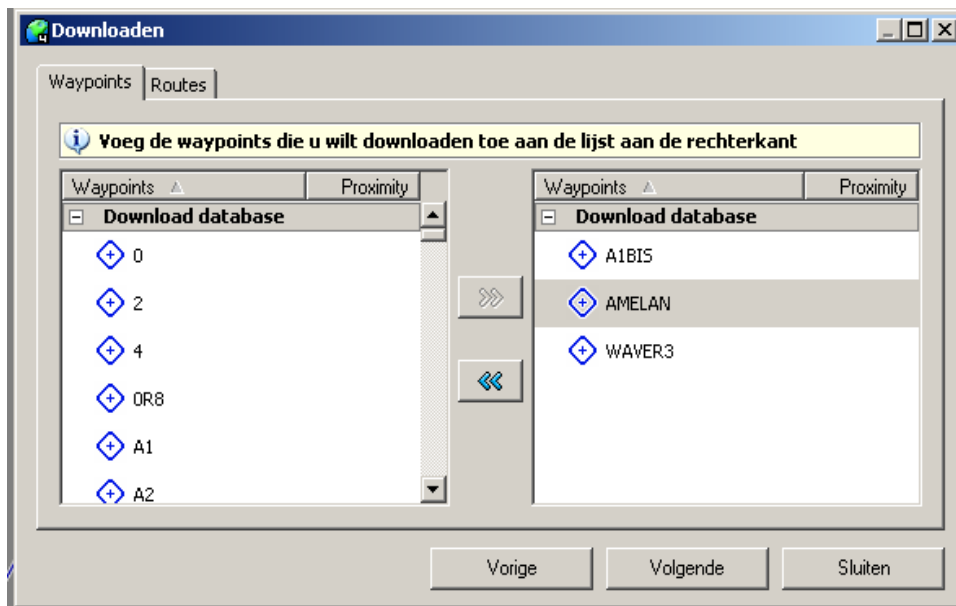 Downloaden
Waypoints Routes
Voeg de waypoints die u wilt downloaden toe aan de lijst aan de rechterkant
Waypoints Proximity
Download database
0
2
4
0R8
A1
A2
Waypoints Proximity
Download database
A1BIS
AMELAN
WAVER3
Vorige Volgende Sluiten